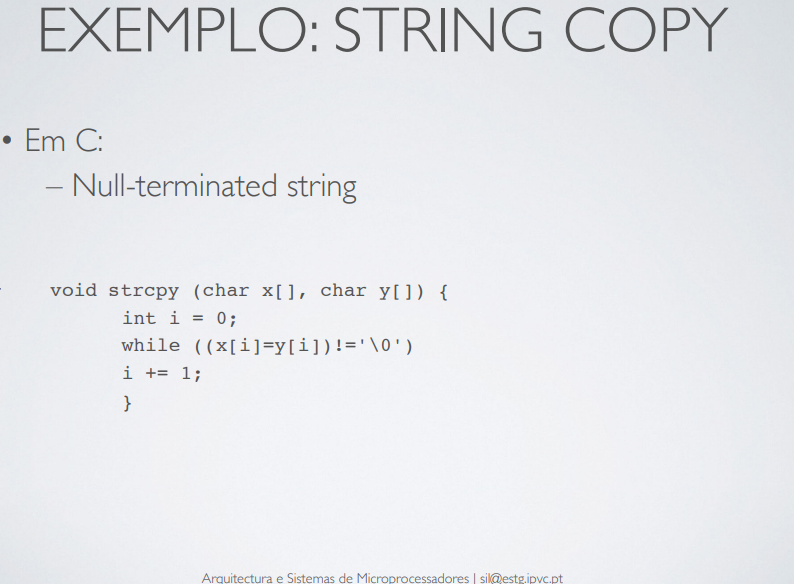 EXEMPLO: STRING COPY
• Em C:
– Null-terminated string
void strcpy (char x[], char y[]) {
int i = 0;
while ((x[i]=y[i])!='\0')
i += 1;
}
Arquitectura e Sistemas de Microprocessadores | sil@estg.ipvc.pt